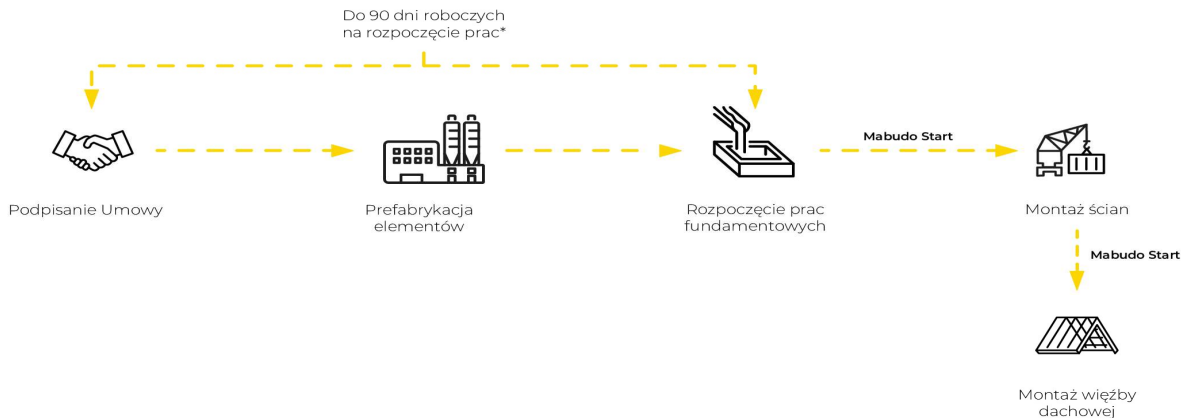 Do 90 dni roboczych
na rozpoczęcie prac*
Mabudo Start
Podpisanie Umowy
Prefabrykacja
elementów
Rozpoczęcie prac
fundamentowych
Montaż ścian
Mabudo Start
Montaż więźby
dachowej